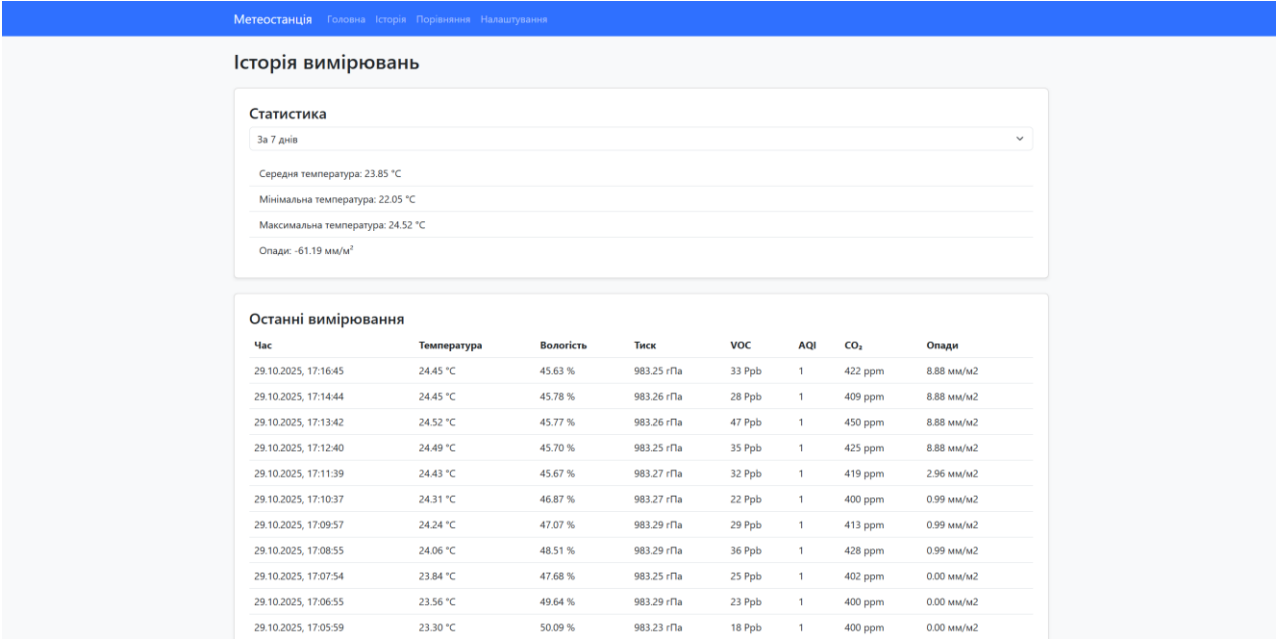 Метеостанція Головна Історія Порівняння Налаштування
Історія вимірювань
Статистика
За 7 днів
Середня температура: 23.85 °C
Мінімальна температура: 22.05 °C
Максимальна температура: 24.52 °C
Опади: -61.19 мм/м²
Останні вимірювання
Час Температура Вологість Тиск VOC AQI CO₂ Опади
29.10.2025, 17:16:45 24.45 °C 45.63 % 983.25 гПа 33 Ppb 1 422 ppm 8.88 мм/м2
29.10.2025, 17:14:44 24.45 °C 45.78 % 983.26 гПа 28 Ppb 1 409 ppm 8.88 мм/м2
29.10.2025, 17:13:42 24.52 °C 45.77 % 983.26 гПа 47 Ppb 1 450 ppm 8.88 мм/м2
29.10.2025, 17:12:40 24.49 °C 45.70 % 983.25 гПа 35 Ppb 1 425 ppm 8.88 мм/м2
29.10.2025, 17:11:39 24.43 °C 45.67 % 983.27 гПа 32 Ppb 1 419 ppm 2.96 мм/м2
29.10.2025, 17:10:37 24.31 °C 46.87 % 983.27 гПа 22 Ppb 1 400 ppm 0.99 мм/м2
29.10.2025, 17:09:57 24.24 °C 47.07 % 983.29 гПа 29 Ppb 1 413 ppm 0.99 мм/м2
29.10.2025, 17:08:55 24.06 °C 48.51 % 983.29 гПа 36 Ppb 1 428 ppm 0.99 мм/м2
29.10.2025, 17:07:54 23.84 °C 47.68 % 983.25 гПа 25 Ppb 1 402 ppm 0.00 мм/м2
29.10.2025, 17:06:55 23.56 °C 49.64 % 983.29 гПа 23 Ppb 1 400 ppm 0.00 мм/м2
29.10.2025, 17:05:59 23.30 °C 50.09 % 983.23 гПа 18 Ppb 1 400 ppm 0.00 мм/м2